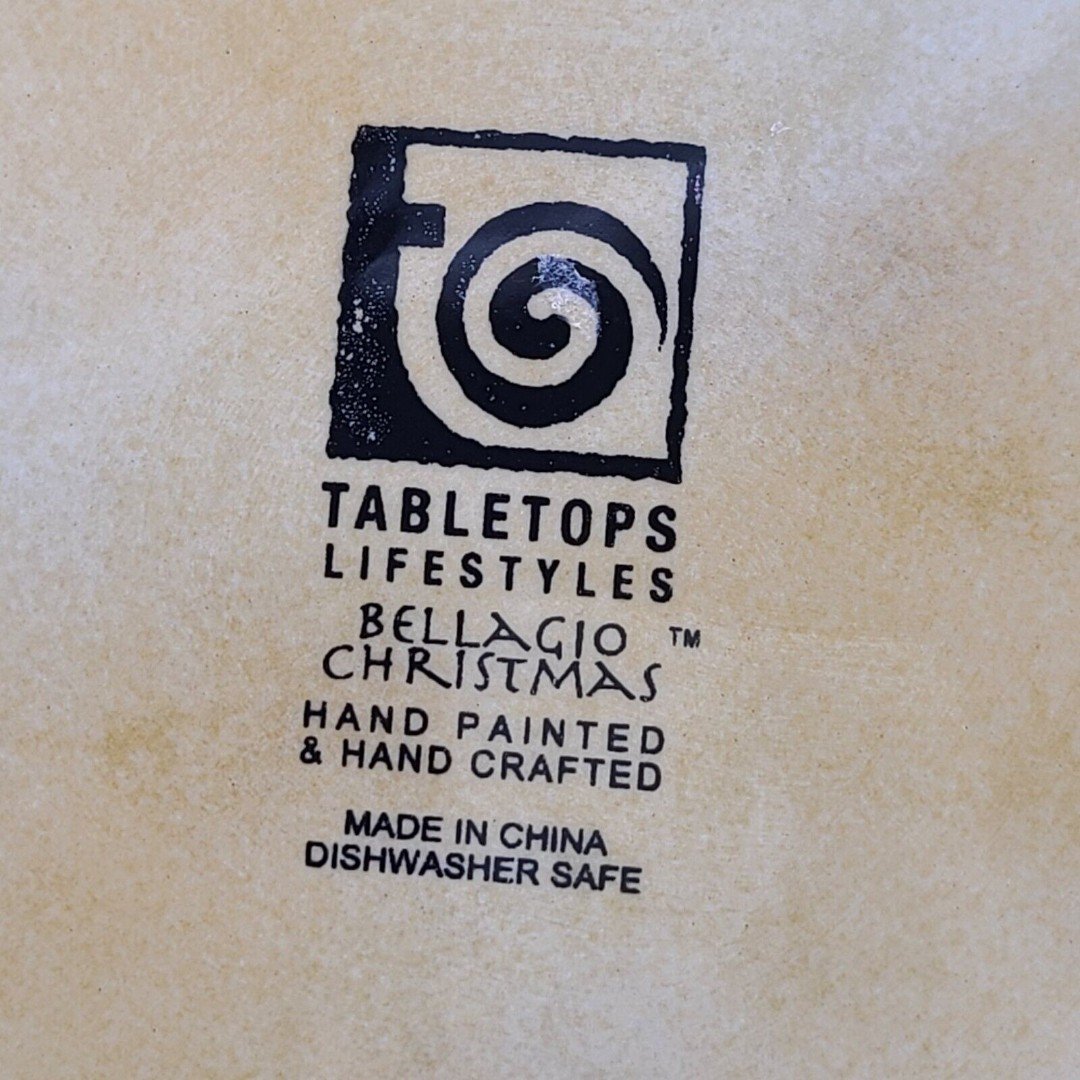 TABLETOPS
LIFESTYLES
BELLAGIO ™
CHRISTMAS
HAND PAINTED
& HAND CRAFTED
MADE IN CHINA
DISHWASHER SAFE